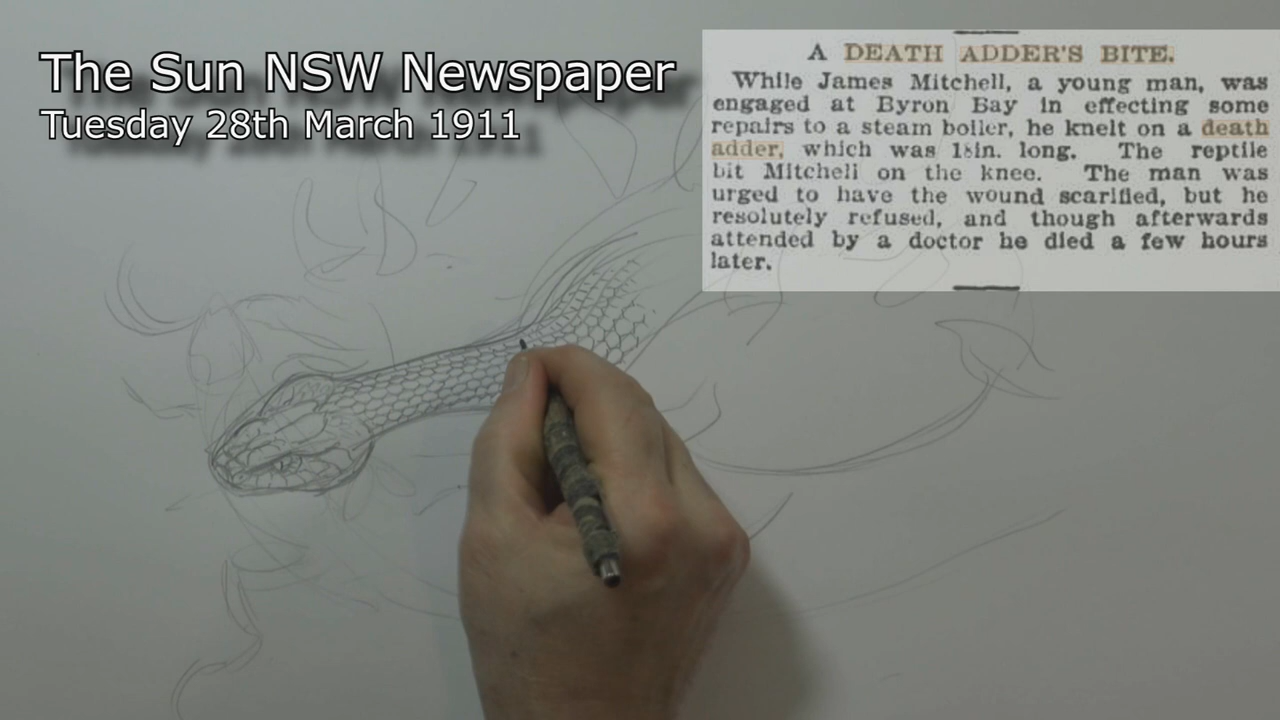 The Sun NSW Newspaper
Tuesday 28th March 1911
A DEATH ADDER'S BITE.
While James Mitchell, a young man, was
engaged at Byron Bay in effecting some
repairs to a steam boiler, he knelt on a death
adder, which was 18in. long. The reptile
bit Mitchell on the knee. The man was
urged to have the wound scarified, but he
resolutely refused, and though afterwards
attended by a doctor he died a few hours
later.